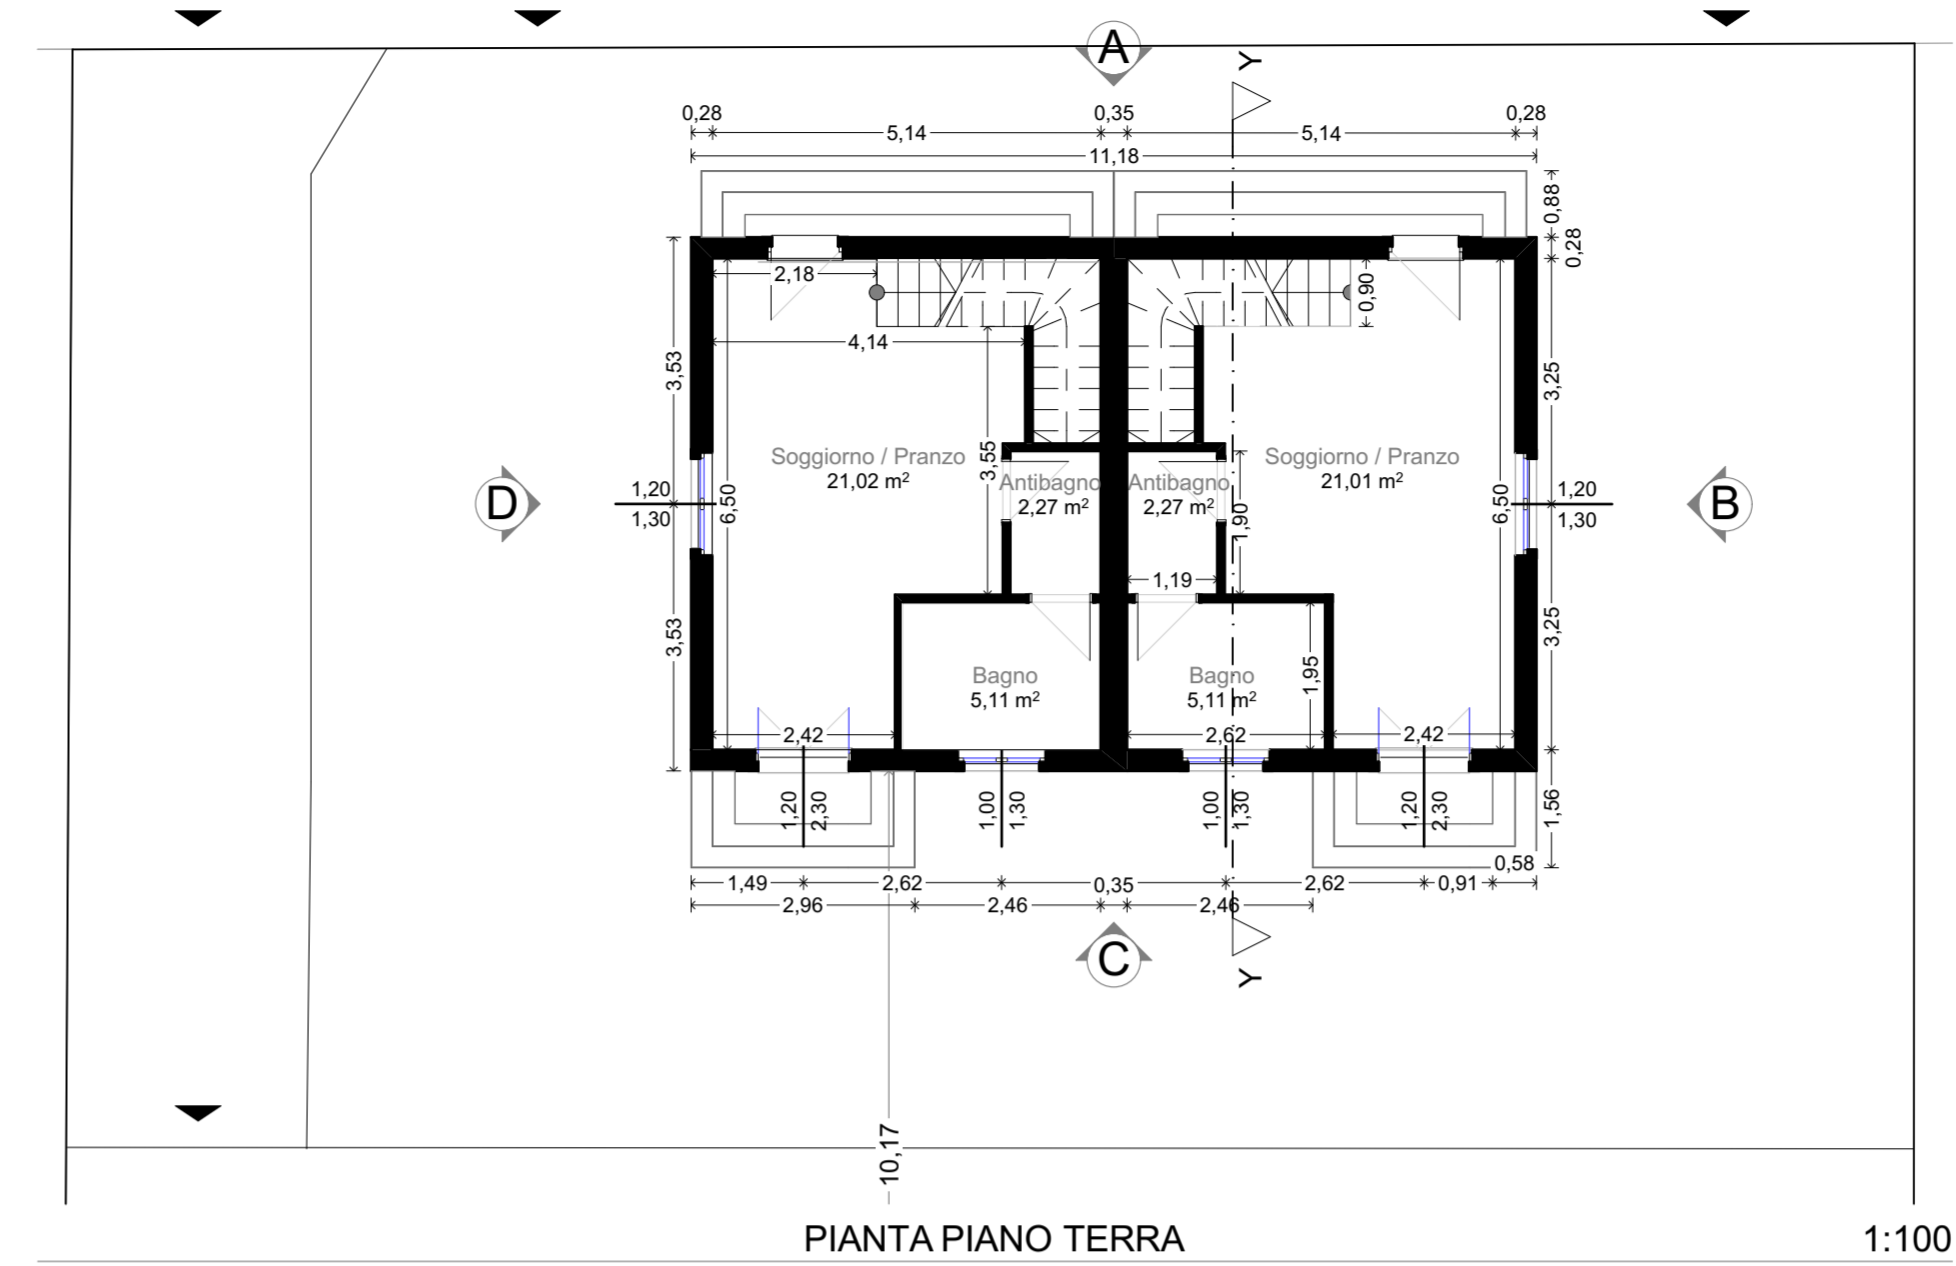 A
Y
0,28
0,35
0,28
5,14
5,14
11,18
0,88
0,28
2,18
0,90
4,14
3,53
3,25
Soggiorno / Pranzo
21,02 m²
3,55
Antibagno
2,27 m²
Antibagno
2,27 m²
Soggiorno / Pranzo
21,01 m²
D
1,20
1,30
6,50
1,90
6,50
1,20
1,30
B
1,19
3,53
3,25
Bagno
5,11 m²
Bagno
5,11 m²
1,95
2,42
2,62
2,42
1,20
2,30
1,00
1,30
1,00
1,30
1,20
2,30
1,56
0,58
1,49
2,62
0,35
2,62
0,91
2,96
2,46
2,46
C
Y
10,17
PIANTA PIANO TERRA
1:100